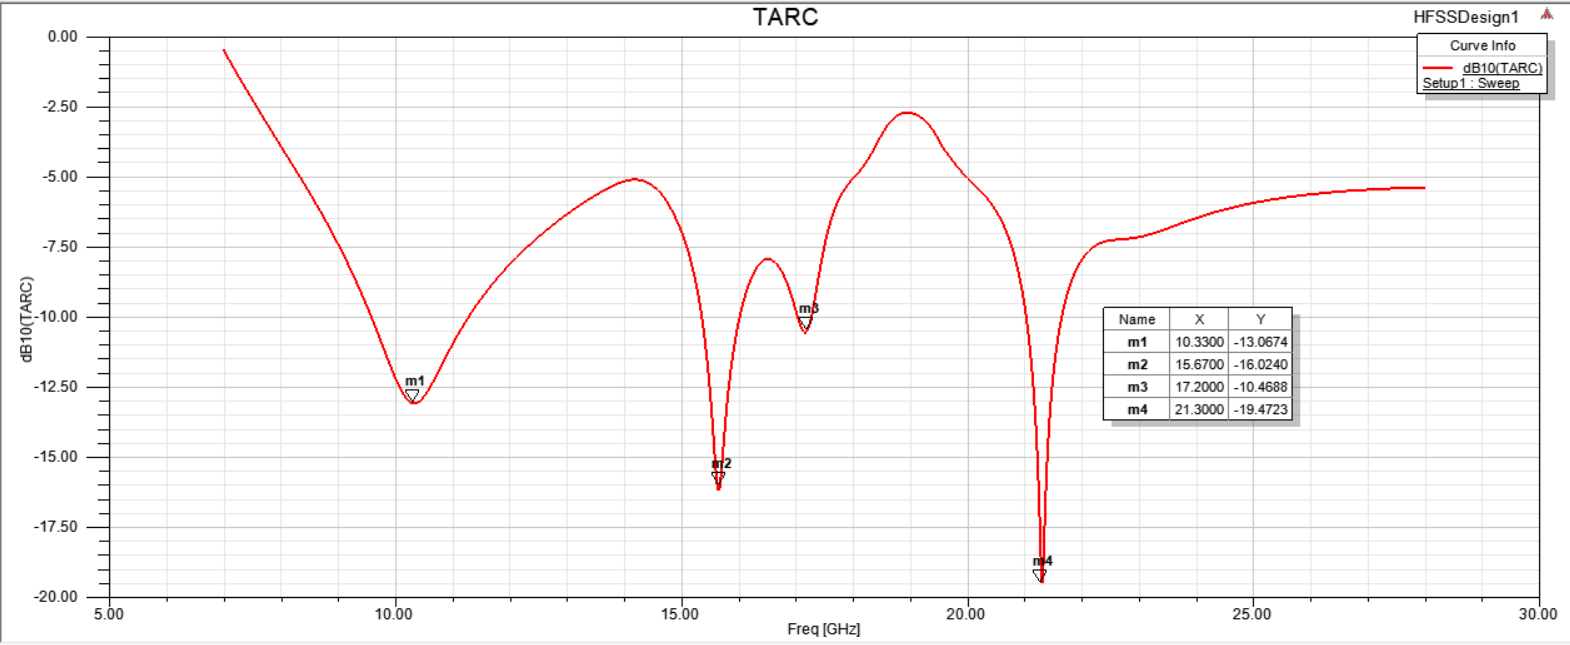 TARC
HFSSDesign1
Curve Info
dB10(TARC)
Setup1 : Sweep
0.00
-2.50
-5.00
-7.50
-10.00
-12.50
-15.00
-17.50
-20.00
dB10(TARC)
m1
m2
m3
m4
Name X Y
m1 10.3300 -13.0674
m2 15.6700 -16.0240
m3 17.2000 -10.4688
m4 21.3000 -19.4723
5.00 10.00 15.00 20.00 25.00 30.00
Freq [GHz]